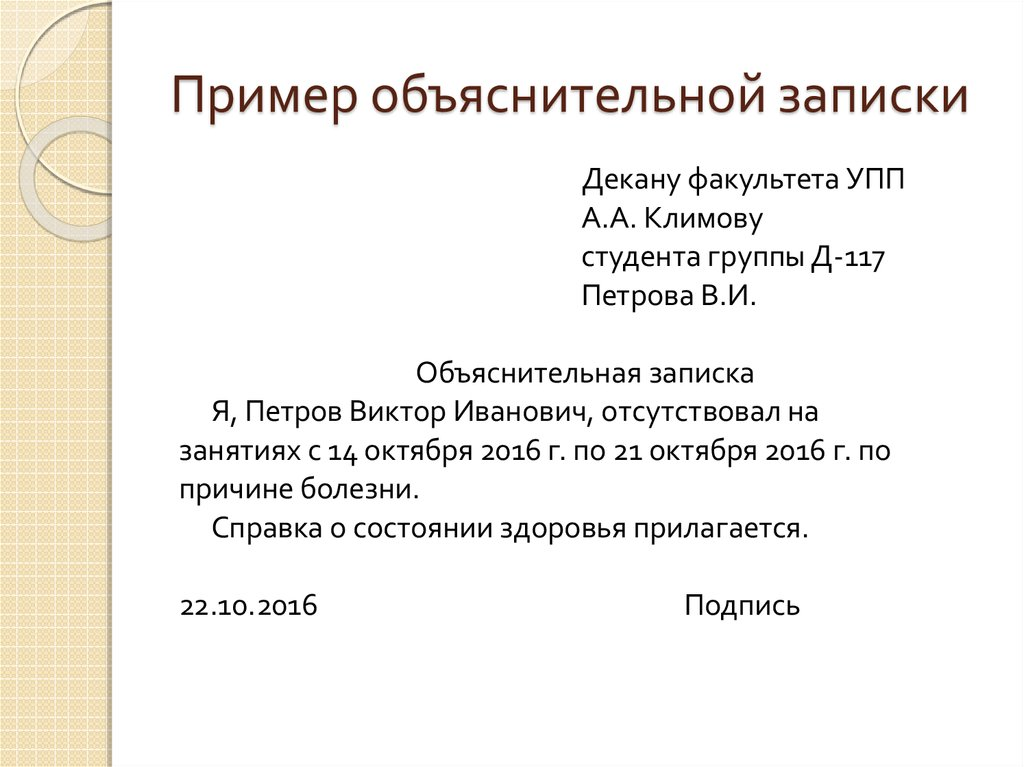 Пример объяснительной записки
Декану факультета УПП
А.А. Климову
студента группы Д-117
Петрова В.И.
Объяснительная записка
Я, Петров Виктор Иванович, отсутствовал на
занятиях с 14 октября 2016 г. по 21 октября 2016 г. по
причине болезни.
Справка о состоянии здоровья прилагается.
22.10.2016 Подпись